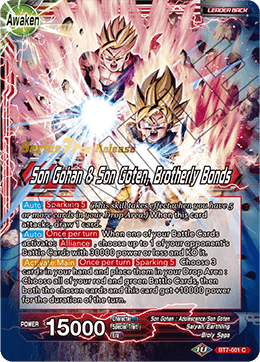 Awaken
LEADER BACK
Series 7 Pre-Release
Son Gohan & Son Goten, Brotherly Bonds
Auto Sparking 5 (This skill takes effect when you have 5
or more cards in your Drop Area.) When this card
attacks, draw 1 card.
Auto Once per turn When one of your Battle Cards
activates Alliance, choose up to 1 of your opponent's
Battle Cards with 30000 power or less and KO it.
Activate Main Once per turn Sparking 5 Choose 3
cards in your hand and place them in your Drop Area :
Choose all of your red and green Battle Cards, then
both the chosen cards and this card get +10000 power
for the duration of the turn.
POWER 15000
Character Son Gohan : Adolescence/Son Goten
Special Trait Saiyan, Earthling
Era Broly Saga
BT7-001 C